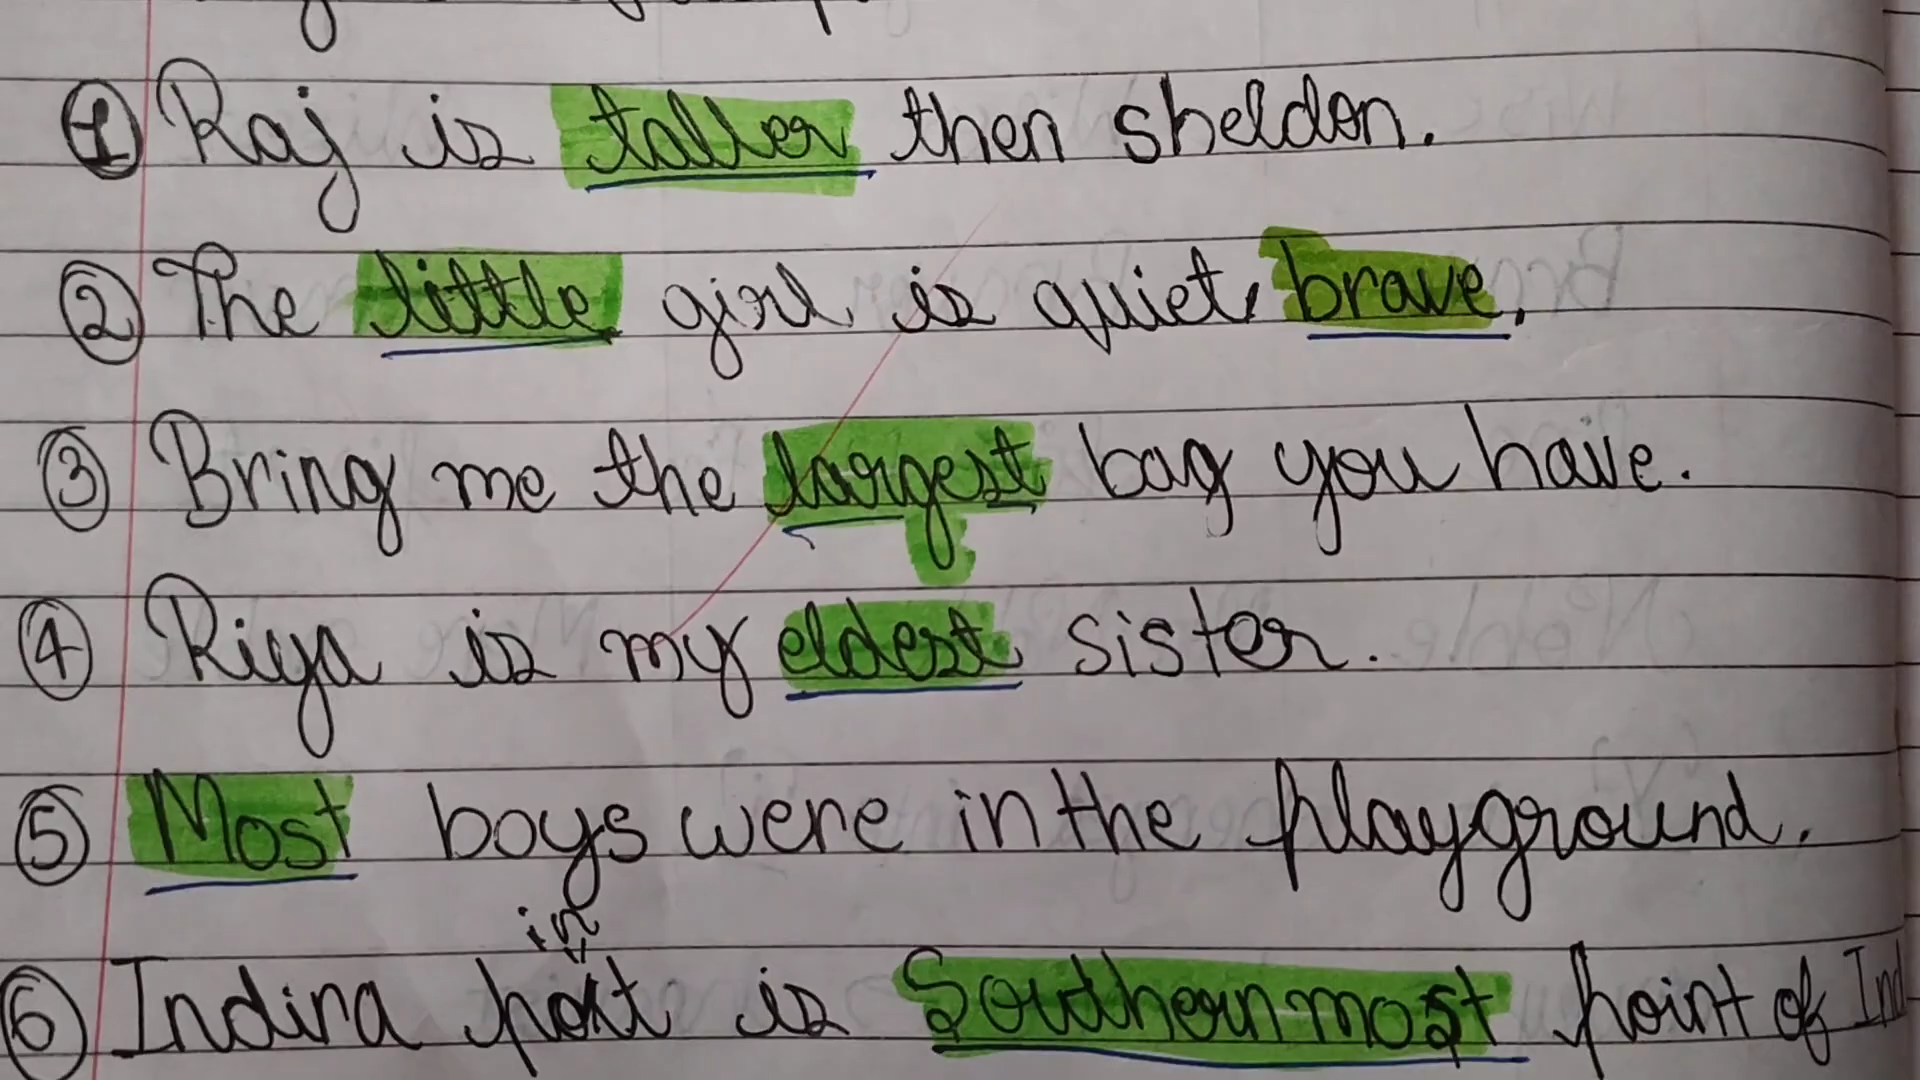 ① Raj is taller then sheldon.
② The little girl is quiet, brave.
③ Bring me the largest bag you have.
④ Riya is my eldest sister.
⑤ Most boys were in the playground.
in
⑥ Indira point is Southernmost point of Ind